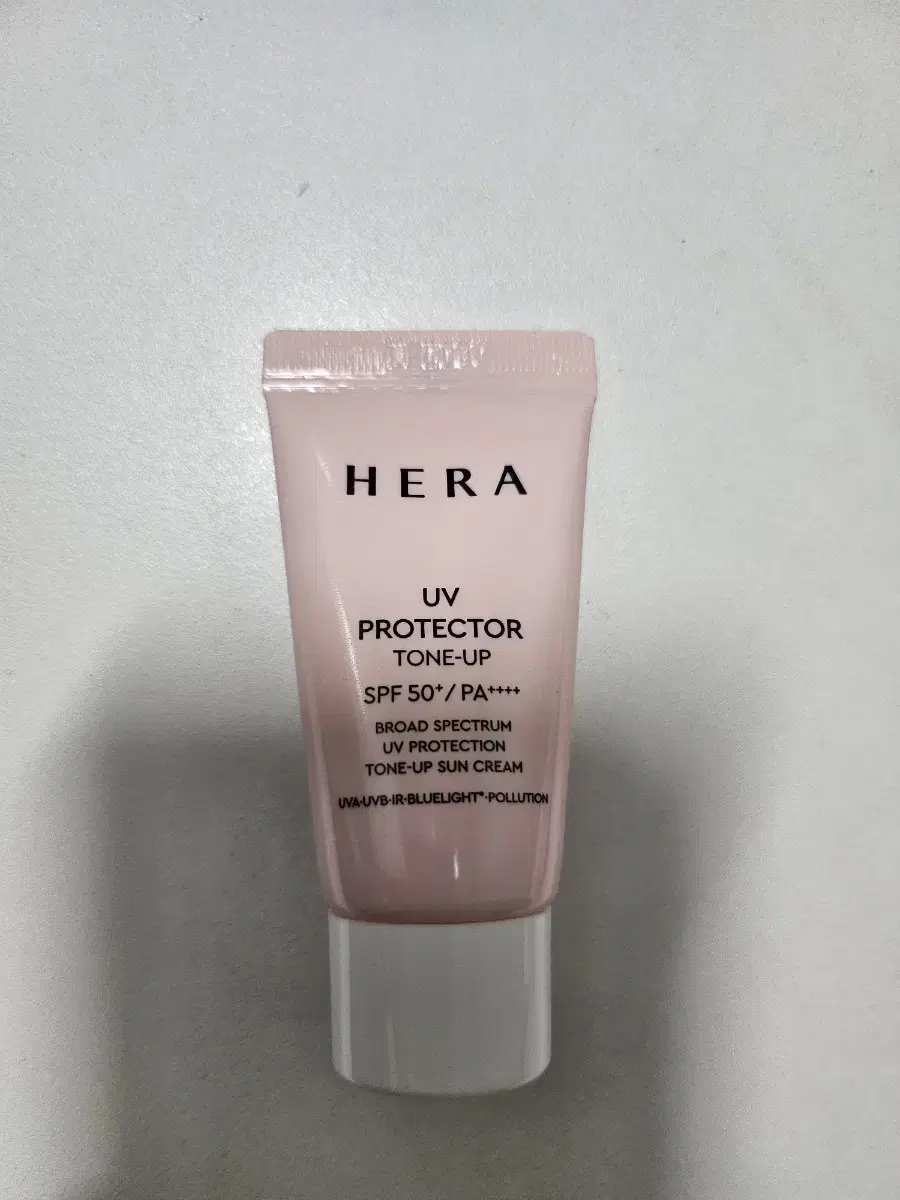 HERA
UV
PROTECTOR
TONE-UP
SPF 50⁺/ PA⁺⁺⁺⁺
BROAD SPECTRUM
UV PROTECTION
TONE-UP SUN CREAM
UVA·UVB·IR·BLUELIGHT*·POLLUTION